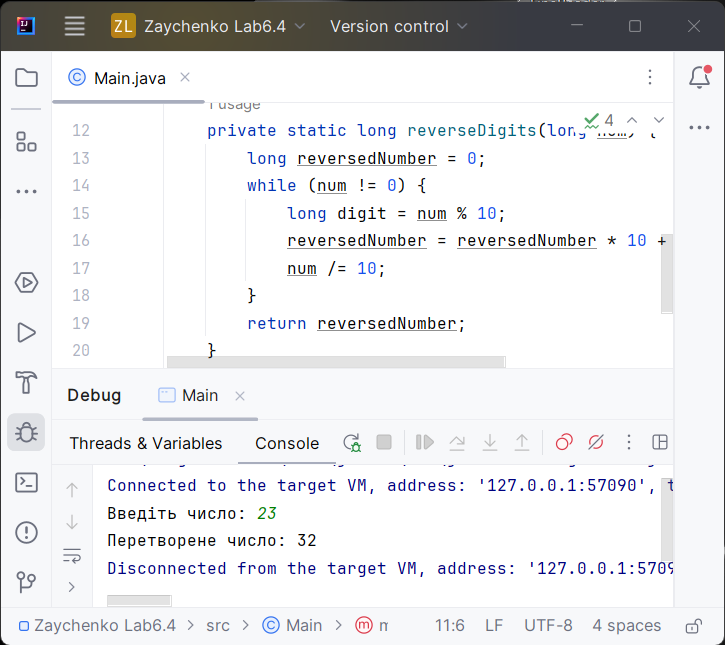 ZL Zaychenko Lab6.4 Version control
Main.java
1 usage
4
12 private static long reverseDigits(long num) {
13 long reversedNumber = 0;
14 while (num != 0) {
15 long digit = num % 10;
16 reversedNumber = reversedNumber * 10 +
17 num /= 10;
18 }
19 return reversedNumber;
20 }
Debug Main
Threads & Variables Console
Connected to the target VM, address: '127.0.0.1:57090', t
Введіть число: 23
Перетворене число: 32
Disconnected from the target VM, address: '127.0.0.1:5709
Zaychenko Lab6.4 > src > Main > m 11:6 LF UTF-8 4 spaces